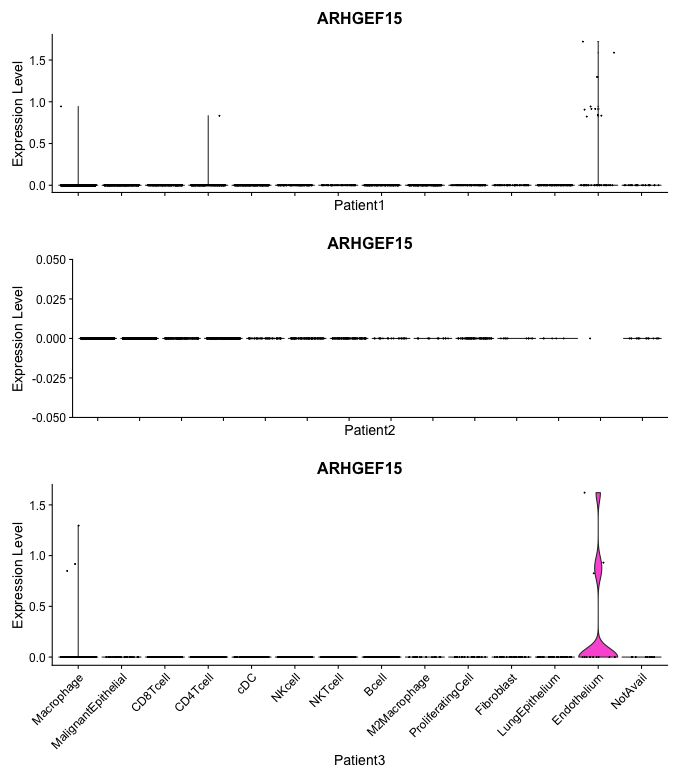 ARHGEF15
Expression Level
1.5
1.0
0.5
0.0
Patient1
ARHGEF15
Expression Level
0.050
0.025
0.000
-0.025
-0.050
Patient2
ARHGEF15
Expression Level
1.5
1.0
0.5
0.0
Macrophage
MalignantEpithelial
CD8Tcell
CD4Tcell
cDC
NKcell
NKTcell
Bcell
M2Macrophage
ProliferatingCell
Fibroblast
LungEpithelium
Endothelium
NotAvail
Patient3